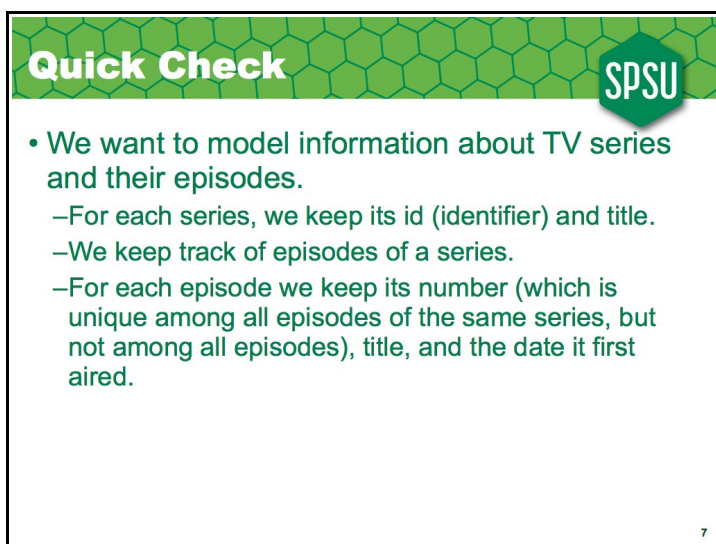 Quick Check
SPSU
• We want to model information about TV series
and their episodes.
–For each series, we keep its id (identifier) and title.
–We keep track of episodes of a series.
–For each episode we keep its number (which is
unique among all episodes of the same series, but
not among all episodes), title, and the date it first
aired.
7